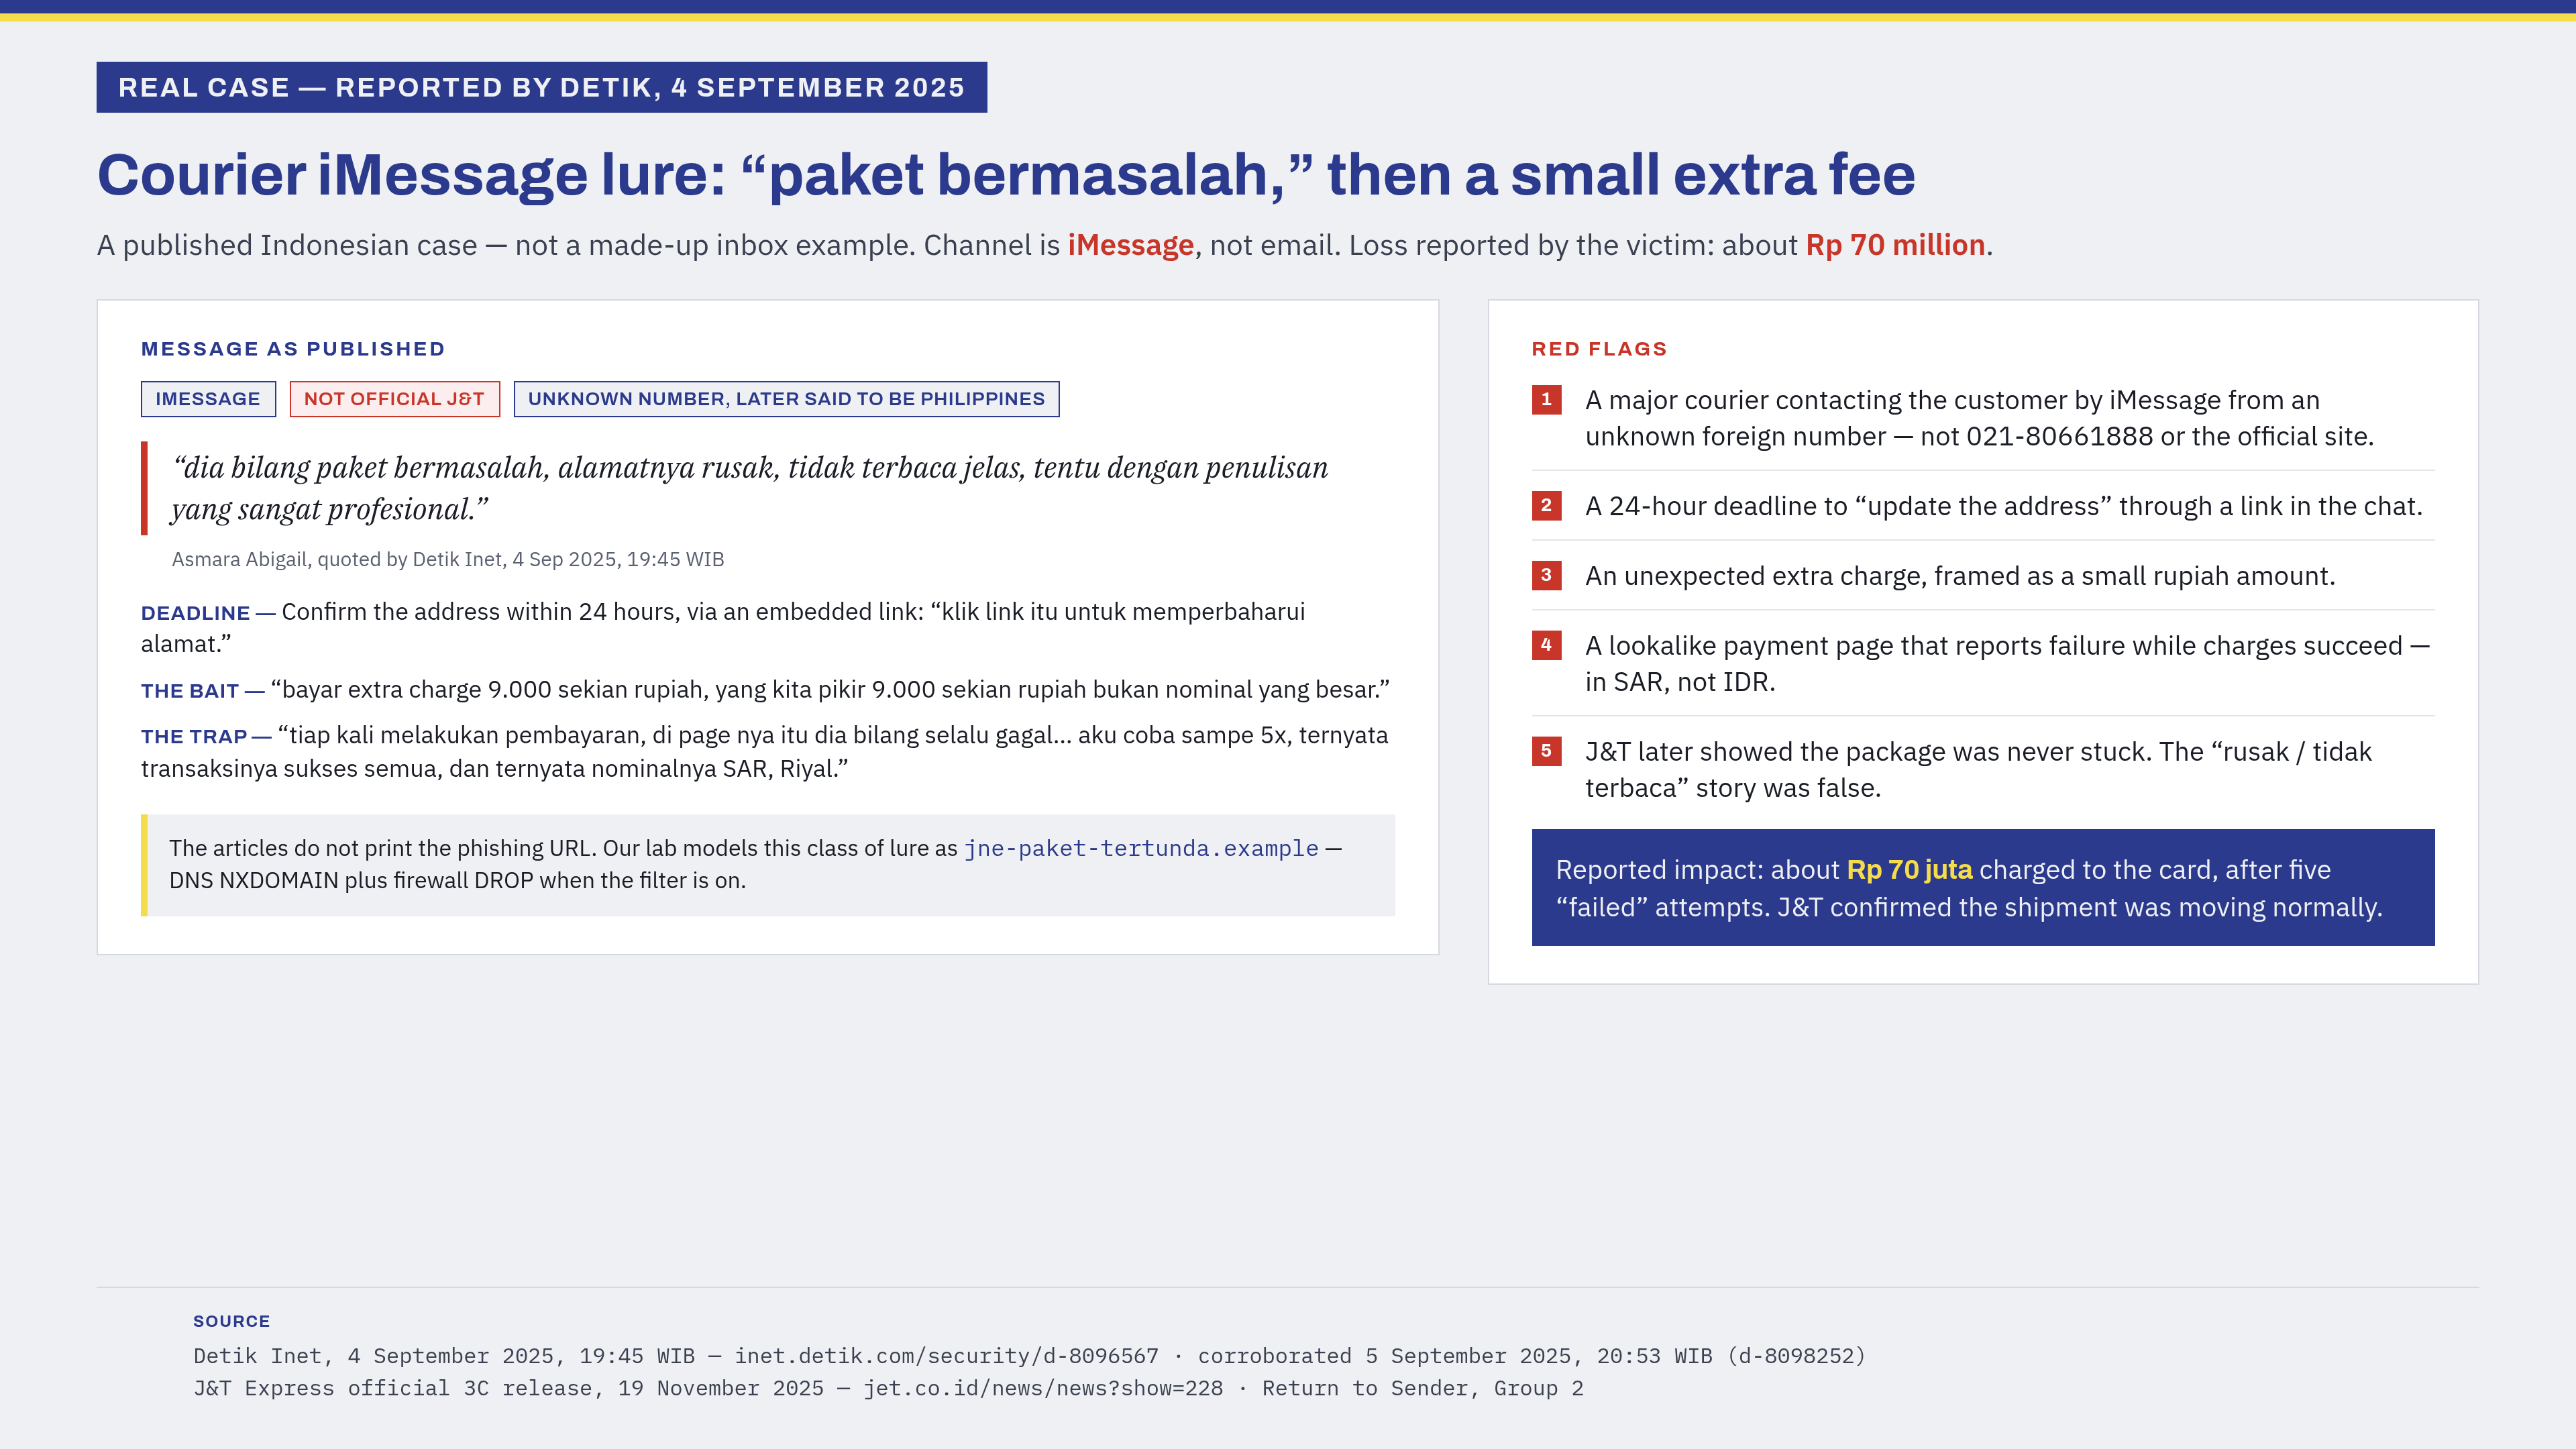 REAL CASE — REPORTED BY DETIK, 4 SEPTEMBER 2025
Courier iMessage lure: “paket bermasalah,” then a small extra fee
A published Indonesian case — not a made-up inbox example. Channel is iMessage, not email. Loss reported by the victim: about Rp 70 million.
MESSAGE AS PUBLISHED
IMESSAGE
NOT OFFICIAL J&T
UNKNOWN NUMBER, LATER SAID TO BE PHILIPPINES
“dia bilang paket bermasalah, alamatnya rusak, tidak terbaca jelas, tentu dengan penulisan
yang sangat profesional.”
Asmara Abigail, quoted by Detik Inet, 4 Sep 2025, 19:45 WIB
DEADLINE — Confirm the address within 24 hours, via an embedded link: “klik link itu untuk memperbaharui
alamat.”
THE BAIT — “bayar extra charge 9.000 sekian rupiah, yang kita pikir 9.000 sekian rupiah bukan nominal yang besar.”
THE TRAP — “tiap kali melakukan pembayaran, di page nya itu dia bilang selalu gagal… aku coba sampe 5x, ternyata
transaksinya sukses semua, dan ternyata nominalnya SAR, Riyal.”
The articles do not print the phishing URL. Our lab models this class of lure as jne-paket-tertunda.example —
DNS NXDOMAIN plus firewall DROP when the filter is on.
RED FLAGS
1 A major courier contacting the customer by iMessage from an
unknown foreign number — not 021-80661888 or the official site.
2 A 24-hour deadline to “update the address” through a link in the chat.
3 An unexpected extra charge, framed as a small rupiah amount.
4 A lookalike payment page that reports failure while charges succeed —
in SAR, not IDR.
5 J&T later showed the package was never stuck. The “rusak / tidak
terbaca” story was false.
Reported impact: about Rp 70 juta charged to the card, after five
“failed” attempts. J&T confirmed the shipment was moving normally.
SOURCE
Detik Inet, 4 September 2025, 19:45 WIB — inet.detik.com/security/d-8096567 · corroborated 5 September 2025, 20:53 WIB (d-8098252)
J&T Express official 3C release, 19 November 2025 — jet.co.id/news/news?show=228 · Return to Sender, Group 2